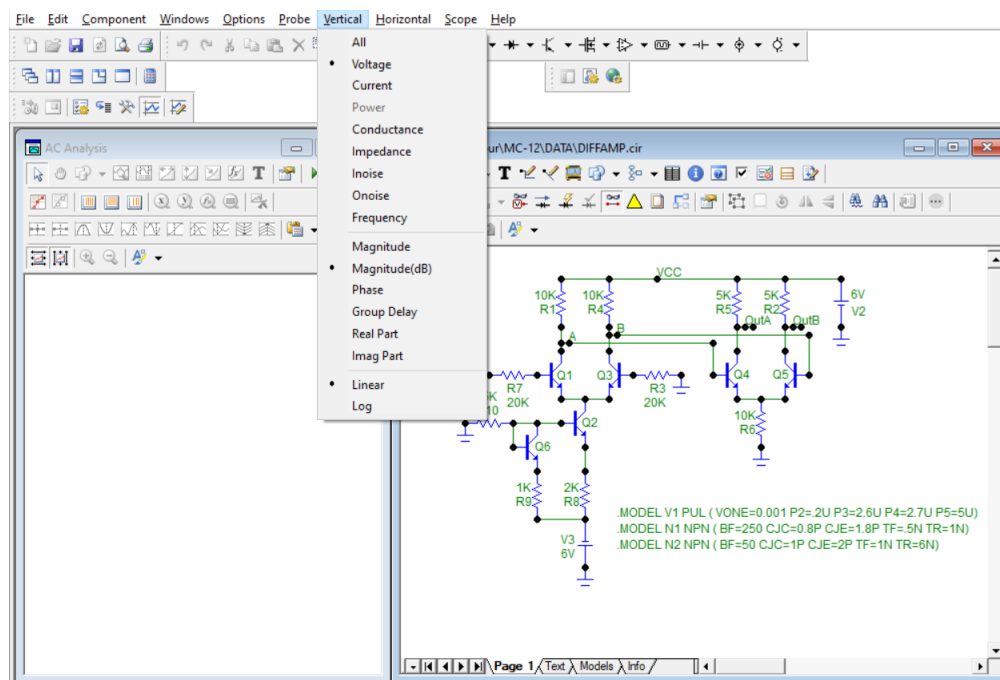 File Edit Component Windows Options Probe Vertical Horizontal Scope Help
All
Voltage
Current
Power
Conductance
Impedance
Inoise
Onoise
Frequency
Magnitude
Magnitude(dB)
Phase
Group Delay
Real Part
Imag Part
Linear
Log
AC Analysis
ur\MC-12\DATA\DIFFAMP.cir
T
T
VCC
10K
R1
10K
R4
5K
R5
5K
R2
6V
V2
OutA
OutB
A
B
Q1
Q3
Q4
Q5
R7
20K
R3
20K
K
10
Q2
10K
R6
Q6
1K
R9
2K
R8
.MODEL V1 PUL ( VONE=0.001 P2=.2U P3=2.6U P4=2.7U P5=5U)
.MODEL N1 NPN ( BF=250 CJC=0.8P CJE=1.8P TF=.5N TR=1N)
.MODEL N2 NPN ( BF=50 CJC=1P CJE=2P TF=1N TR=6N)
V3
6V
Page 1 Text Models Info